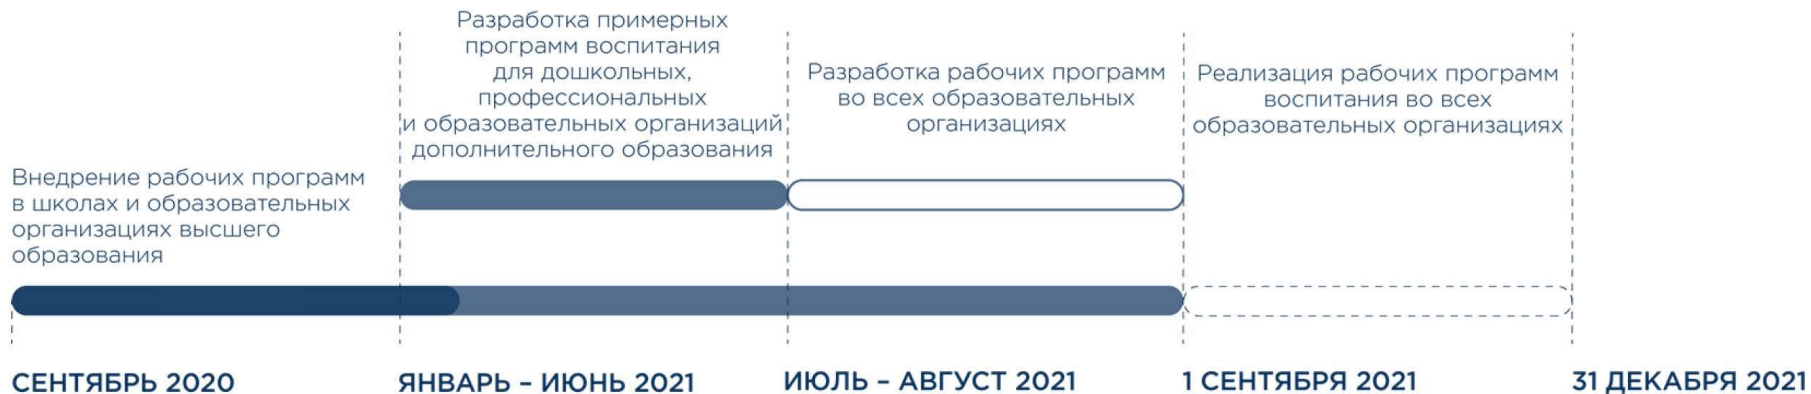 Разработка примерных
программ воспитания
для дошкольных,
профессиональных
и образовательных организаций
дополнительного образования
Разработка рабочих программ
во всех образовательных
организациях
Реализация рабочих программ
воспитания во всех
образовательных организациях
Внедрение рабочих программ
в школах и образовательных
организациях высшего
образования
СЕНТЯБРЬ 2020
ЯНВАРЬ – ИЮНЬ 2021
ИЮЛЬ – АВГУСТ 2021
1 СЕНТЯБРЯ 2021
31 ДЕКАБРЯ 2021